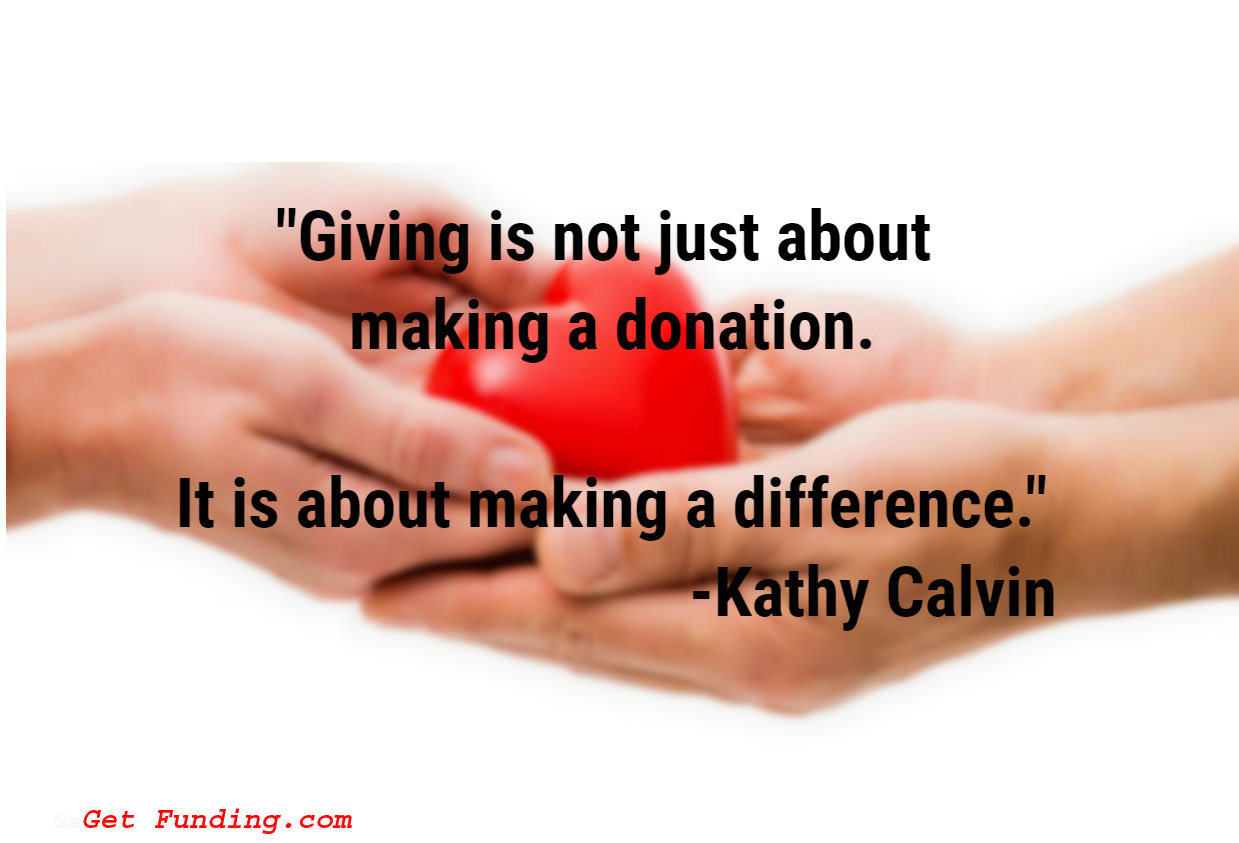 "Giving is not just about
making a donation.
It is about making a difference."
-Kathy Calvin
Get Funding.com